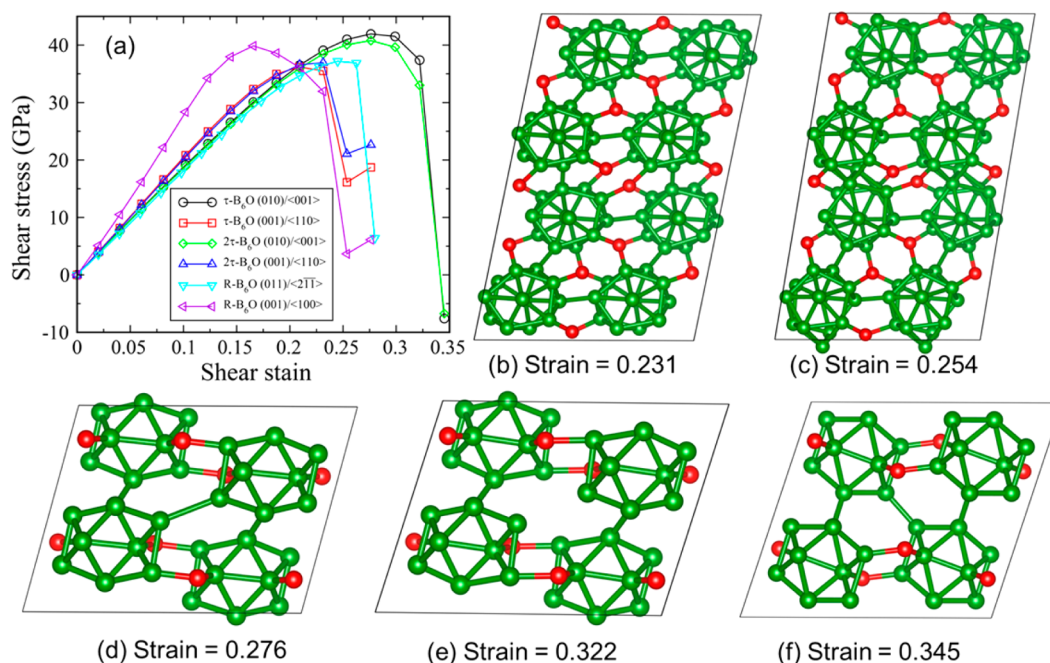 (a)
Shear stress (GPa)
40
30
20
10
0
-10
τ-B₆O (010)/<001>
τ-B₆O (001)/<110>
2τ-B₆O (010)/<001>
2τ-B₆O (001)/<110>
R-B₆O (011)/<21̅1̅>
R-B₆O (001)/<100>
0 0.05 0.1 0.15 0.2 0.25 0.3 0.35
Shear stain
(b) Strain = 0.231
(c) Strain = 0.254
(d) Strain = 0.276
(e) Strain = 0.322
(f) Strain = 0.345